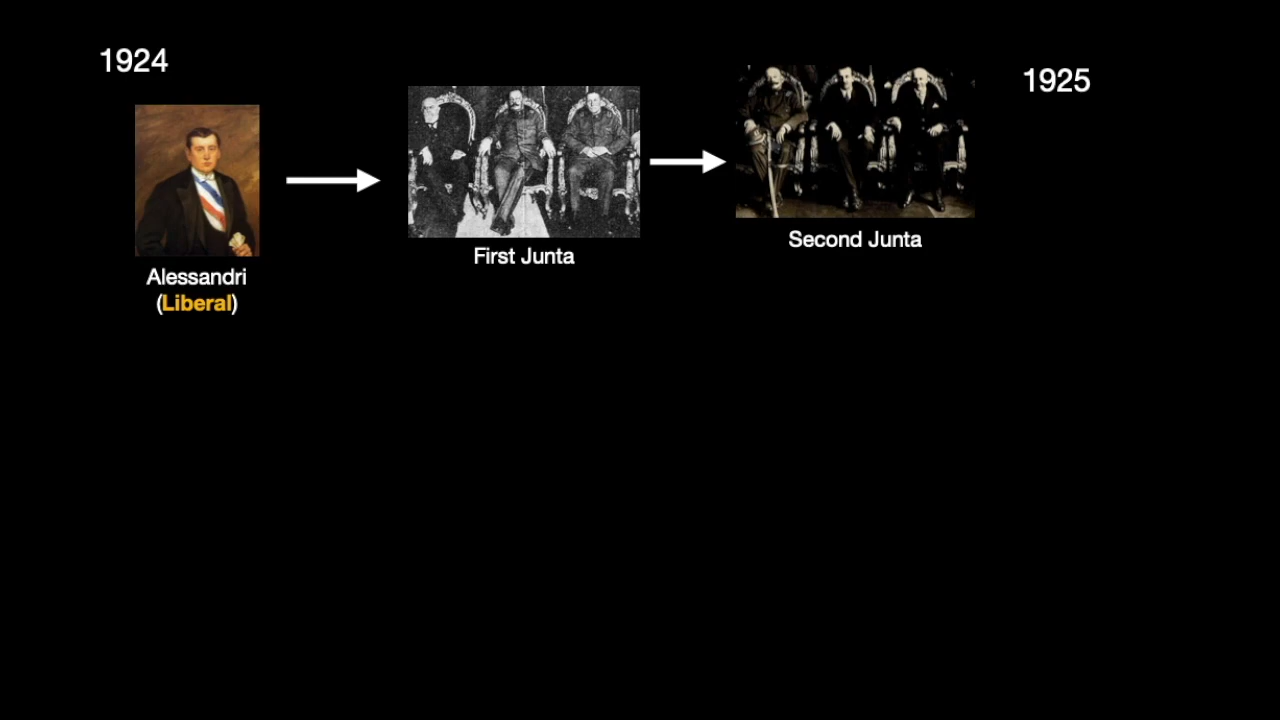 1924
1925
Second Junta
First Junta
Alessandri
(Liberal)